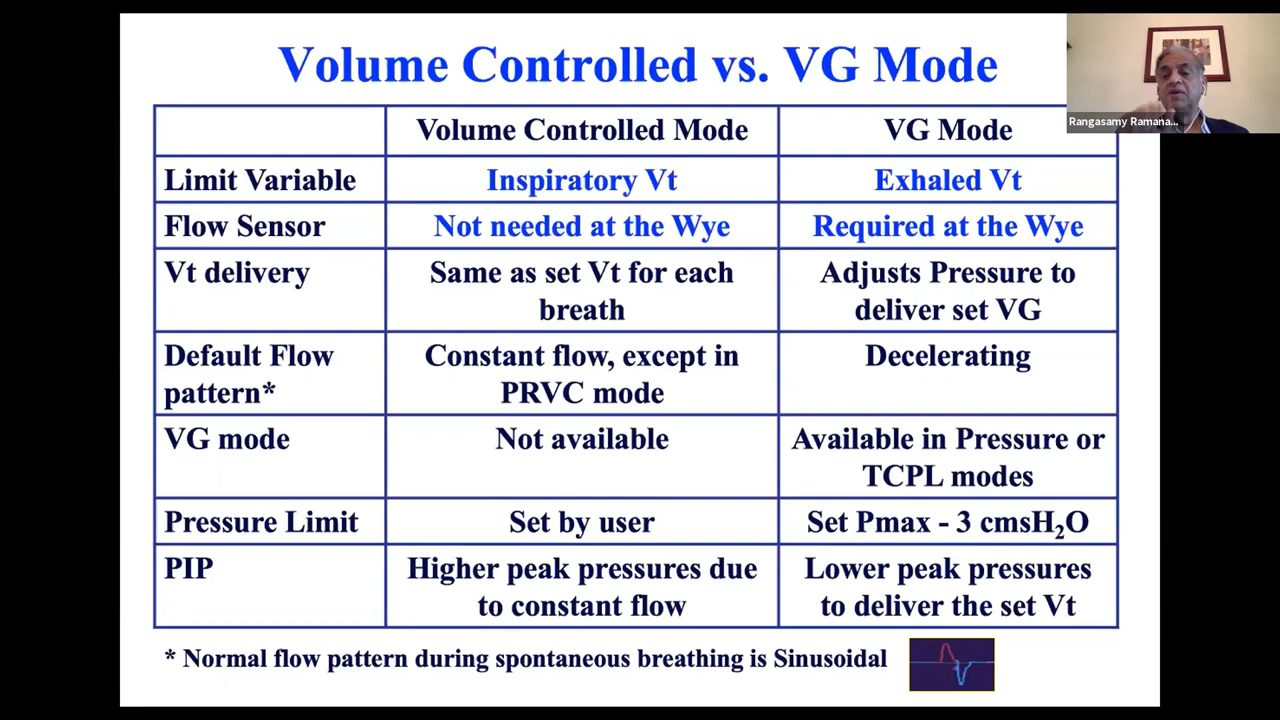 Volume Controlled vs. VG Mode
Rangasamy Ramana...
Volume Controlled Mode
VG Mode
Limit Variable
Inspiratory Vt
Exhaled Vt
Flow Sensor
Not needed at the Wye
Required at the Wye
Vt delivery
Same as set Vt for each
breath
Adjusts Pressure to
deliver set VG
Default Flow
pattern*
Constant flow, except in
PRVC mode
Decelerating
VG mode
Not available
Available in Pressure or
TCPL modes
Pressure Limit
Set by user
Set Pmax - 3 cmsH₂O
PIP
Higher peak pressures due
to constant flow
Lower peak pressures
to deliver the set Vt
* Normal flow pattern during spontaneous breathing is Sinusoidal